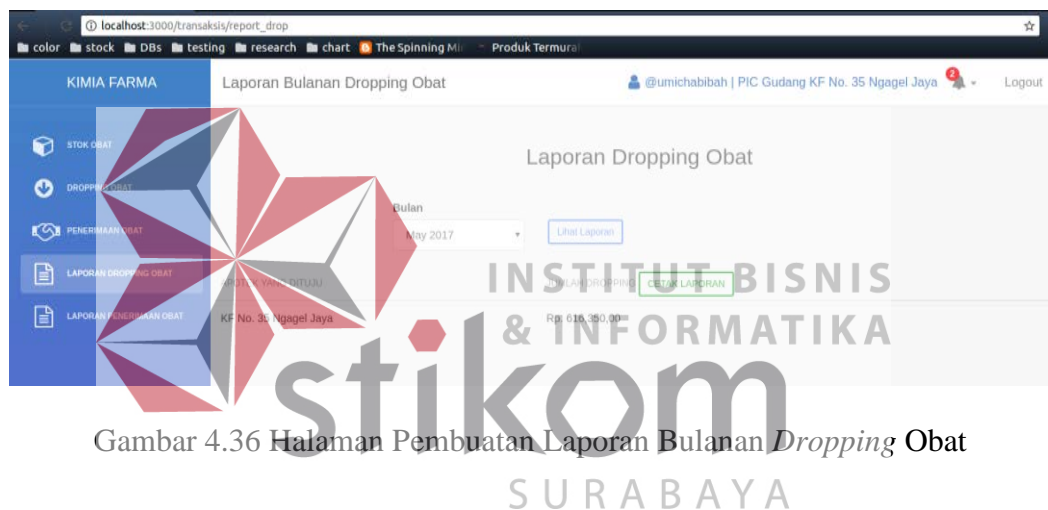 localhost:3000/transaksis/report_drop
color stock DBs testing research chart The Spinning Mi Produk Termura
KIMIA FARMA
Laporan Bulanan Dropping Obat
@umichabibah | PIC Gudang KF No. 35 Ngagel Jaya
2
Logout
STOK OBAT
DROPPING OBAT
PENERIMAAN OBAT
LAPORAN DROPPING OBAT
LAPORAN PENERIMAAN OBAT
Laporan Dropping Obat
Bulan
May 2017
Lihat Laporan
APOTEK YANG DITUJU
JUMLAH DROPPING
CETAK LAPORAN
KF No. 35 Ngagel Jaya
Rp. 616.350,00
INSTITUT BISNIS
& INFORMATIKA
stikom
SURABAYA
Gambar 4.36 Halaman Pembuatan Laporan Bulanan Dropping Obat